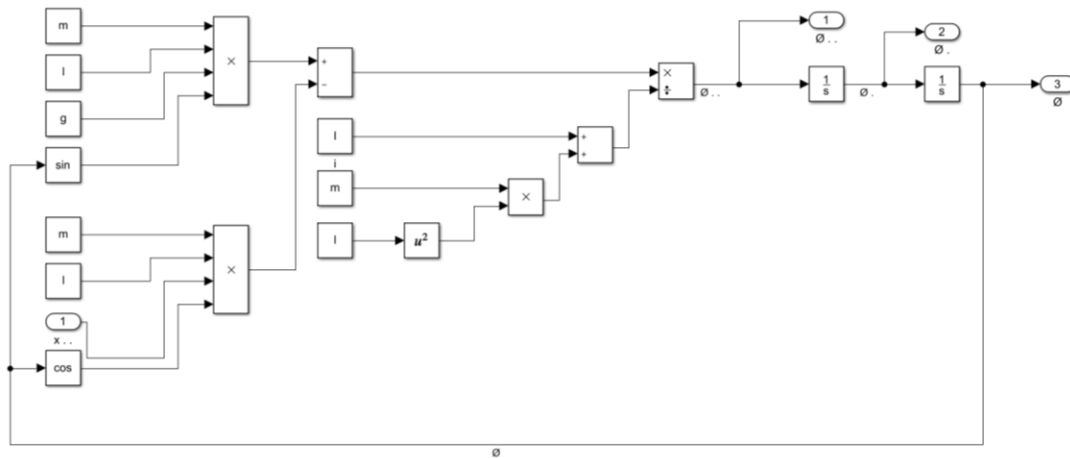 m
l
g
sin
×
+
−
l
i
m
l
u²
×
+
+
×
÷
Ø . .
1
Ø . .
1/s
Ø .
2
Ø .
1/s
3
Ø
m
l
1
x . .
cos
×
Ø